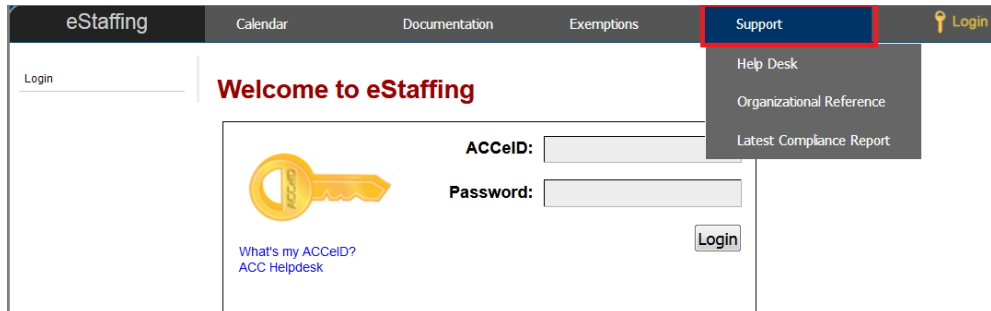 eStaffing Calendar Documentation Exemptions Support Login
Login
Help Desk
Organizational Reference
Latest Compliance Report
Welcome to eStaffing
ACCeID:
Password:
ACCeID
Login
What's my ACCeID?
ACC Helpdesk